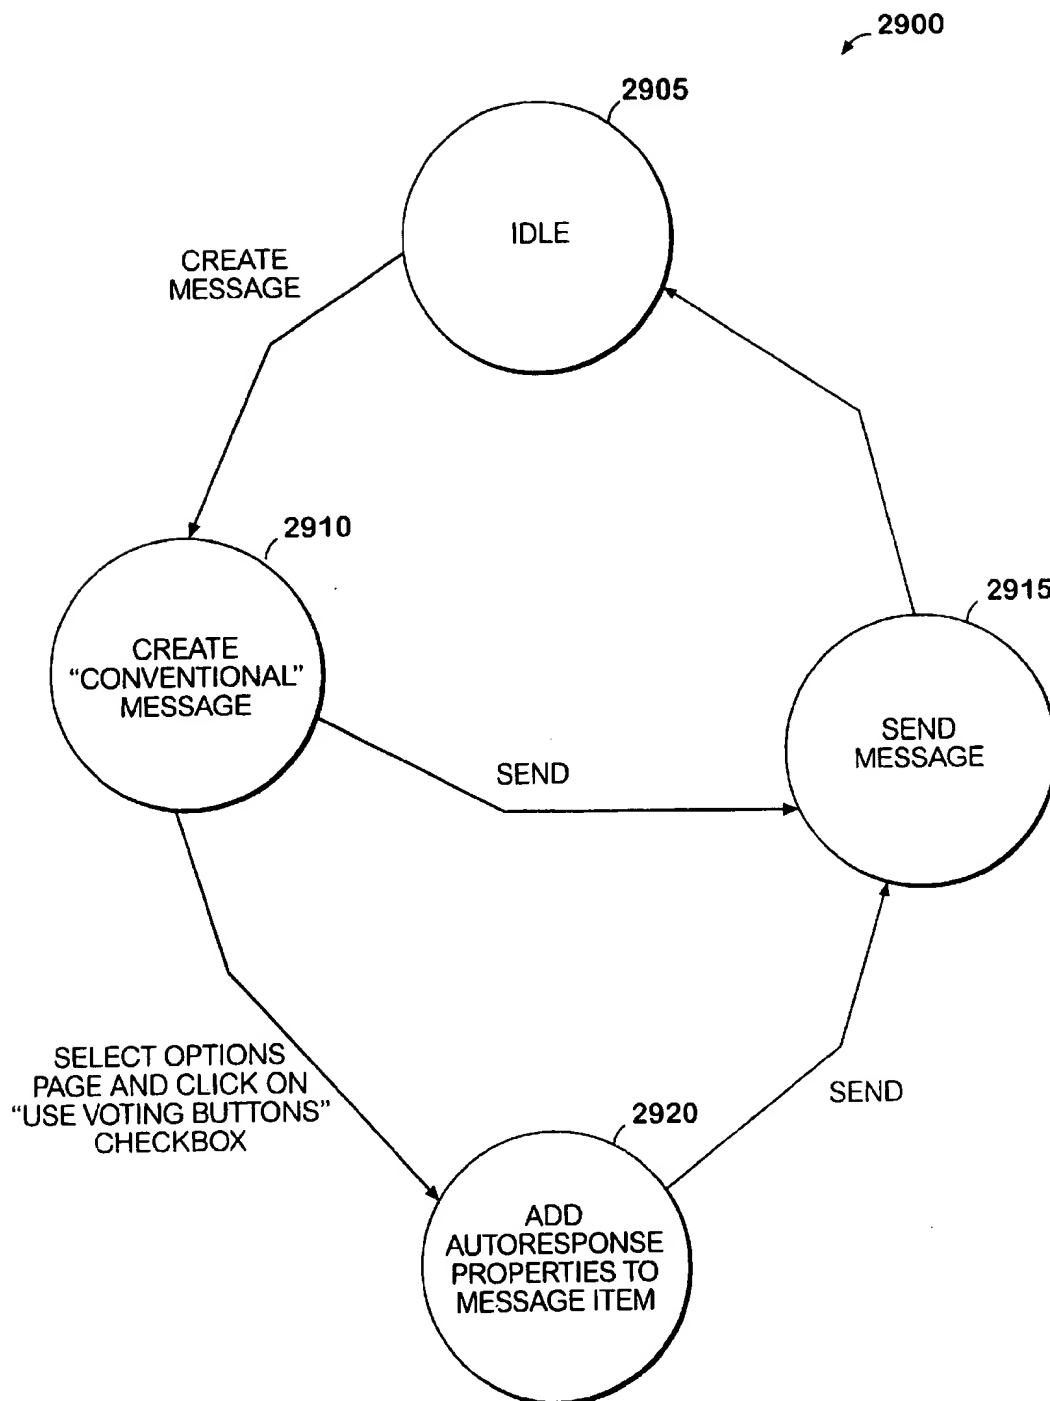 2900
2905
IDLE
CREATE
MESSAGE
2910
CREATE
“CONVENTIONAL”
MESSAGE
2915
SEND
MESSAGE
SEND
SELECT OPTIONS
PAGE AND CLICK ON
“USE VOTING BUTTONS”
CHECKBOX
SEND
2920
ADD
AUTORESPONSE
PROPERTIES TO
MESSAGE ITEM